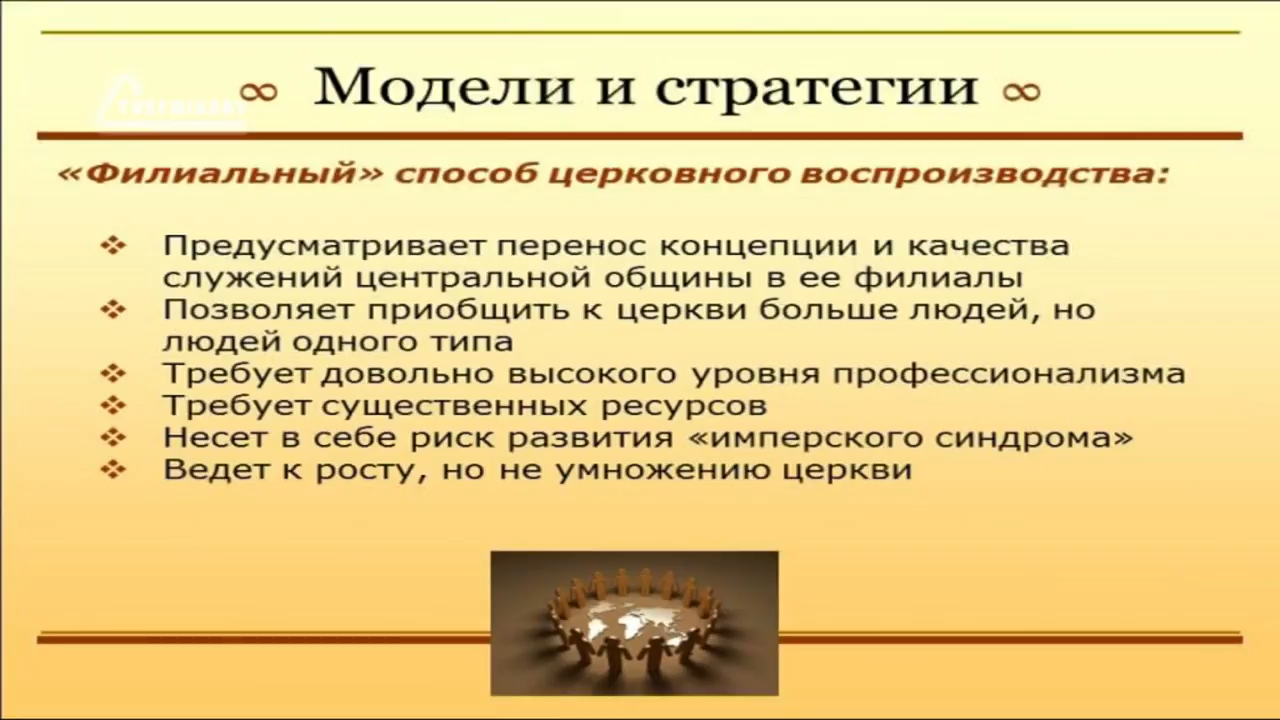 ∞ Модели и стратегии ∞
«Филиальный» способ церковного воспроизводства:
❖ Предусматривает перенос концепции и качества
служений центральной общины в ее филиалы
❖ Позволяет приобщить к церкви больше людей, но
людей одного типа
❖ Требует довольно высокого уровня профессионализма
❖ Требует существенных ресурсов
❖ Несет в себе риск развития «имперского синдрома»
❖ Ведет к росту, но не умножению церкви